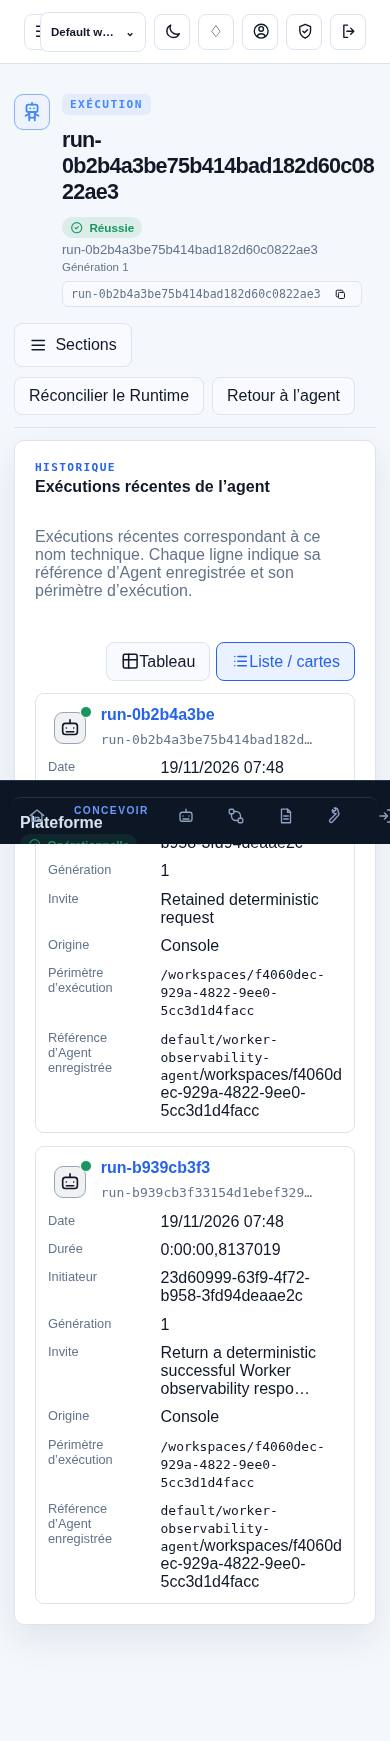 Default w… ⌄
EXÉCUTION
run-
0b2b4a3be75b414bad182d60c08
22ae3
Réussie
run-0b2b4a3be75b414bad182d60c0822ae3
Génération 1
run-0b2b4a3be75b414bad182d60c0822ae3
Sections
Réconcilier le Runtime
Retour à l’agent
HISTORIQUE
Exécutions récentes de l’agent
Exécutions récentes correspondant à ce
nom technique. Chaque ligne indique sa
référence d’Agent enregistrée et son
périmètre d’exécution.
Tableau
Liste / cartes
run-0b2b4a3be
run-0b2b4a3be75b414bad182d…
Date
19/11/2026 07:48
CONCEVOIR
Plateforme
Opérationnelle
b958-3fd94deaae2c
Génération
1
Invite
Retained deterministic
request
Origine
Console
Périmètre
d’exécution
/workspaces/f4060dec-
929a-4822-9ee0-
5cc3d1d4facc
Référence
d’Agent
enregistrée
default/worker-
observability-
agent/workspaces/f4060d
ec-929a-4822-9ee0-
5cc3d1d4facc
run-b939cb3f3
run-b939cb3f33154d1ebef329…
Date
19/11/2026 07:48
Durée
0:00:00,8137019
Initiateur
23d60999-63f9-4f72-
b958-3fd94deaae2c
Génération
1
Invite
Return a deterministic
successful Worker
observability respo…
Origine
Console
Périmètre
d’exécution
/workspaces/f4060dec-
929a-4822-9ee0-
5cc3d1d4facc
Référence
d’Agent
enregistrée
default/worker-
observability-
agent/workspaces/f4060d
ec-929a-4822-9ee0-
5cc3d1d4facc